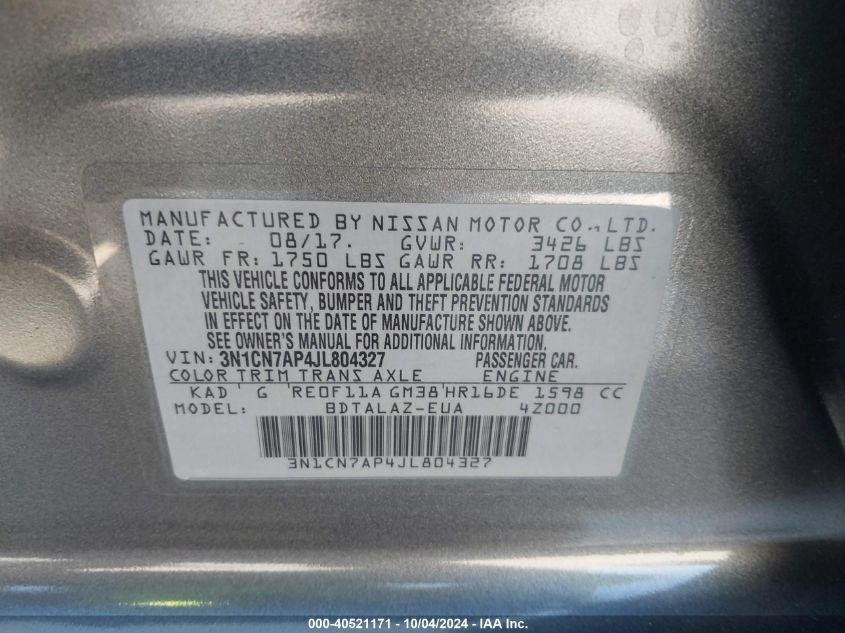 MANUFACTURED BY NISSAN MOTOR CO., LTD.
DATE: 08/17. GVWR: 3426 LBS
GAWR FR: 1750 LBS GAWR RR: 1708 LBS
THIS VEHICLE CONFORMS TO ALL APPLICABLE FEDERAL MOTOR
VEHICLE SAFETY, BUMPER AND THEFT PREVENTION STANDARDS
IN EFFECT ON THE DATE OF MANUFACTURE SHOWN ABOVE.
SEE OWNER'S MANUAL FOR ADDITIONAL INFORMATION.
VIN: 3N1CN7AP4JL804327 PASSENGER CAR.
COLOR TRIM TRANS AXLE ENGINE
KAD G RE0F11A GM38 HR16DE 1598 CC
MODEL: BDTALAZ-EUA 4Z000
3N1CN7AP4JL804327
000-40521171 - 10/04/2024 - IAA Inc.